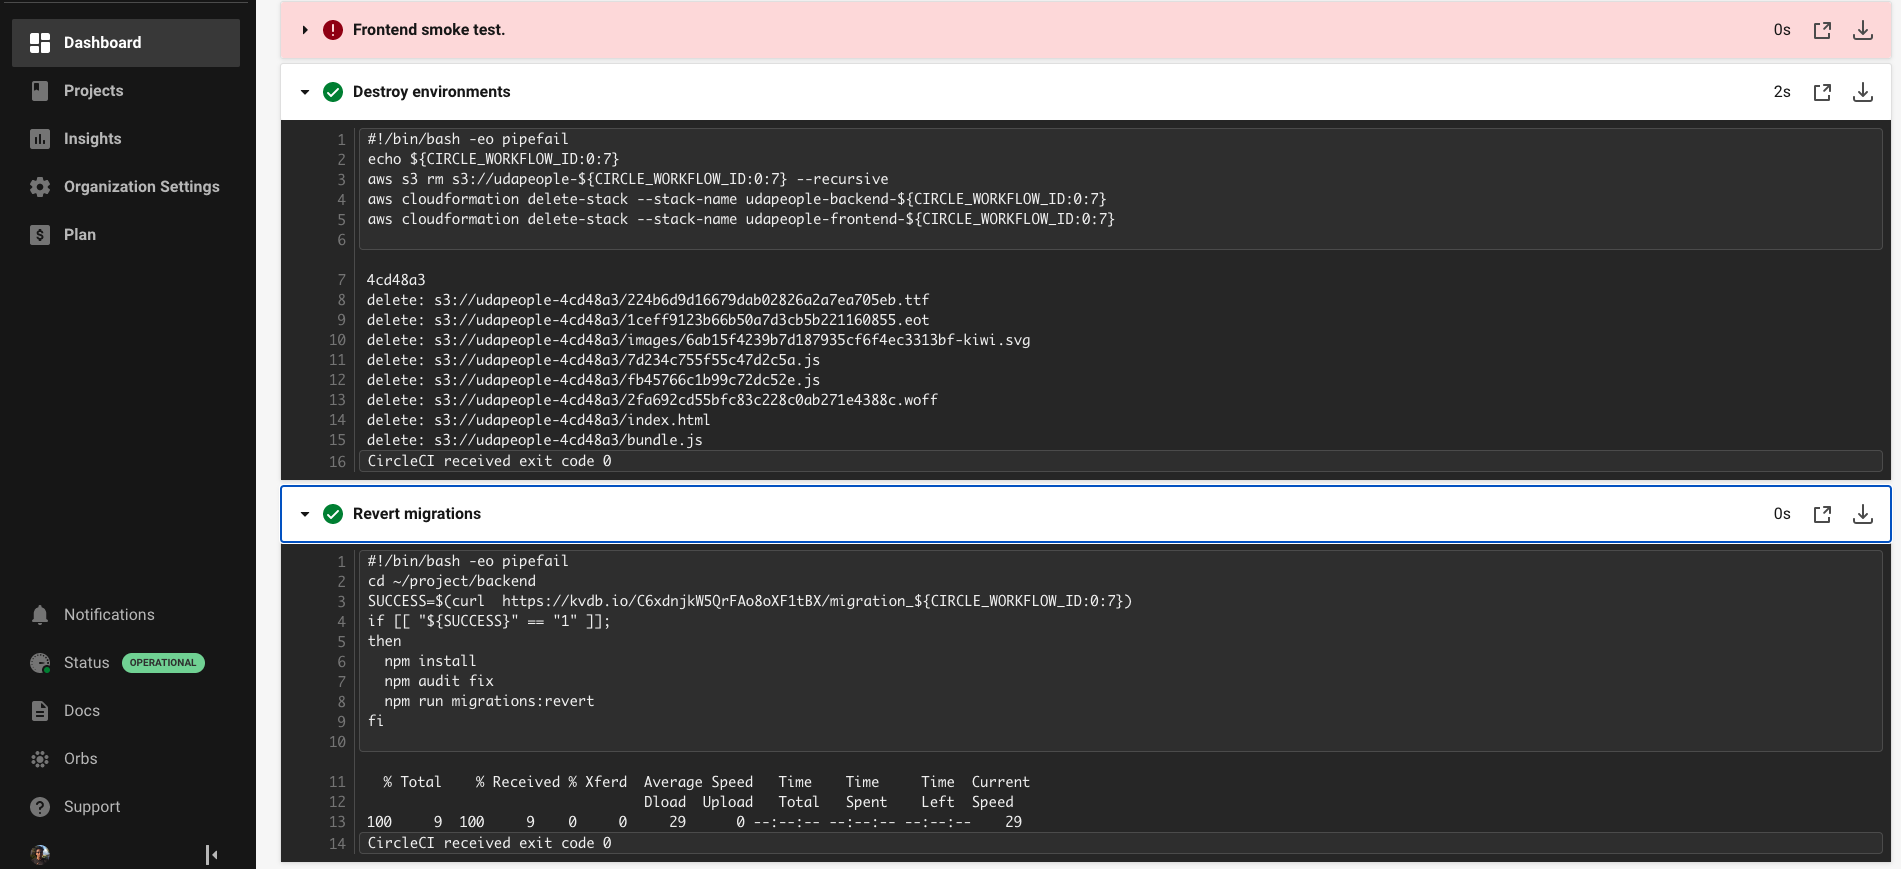 Dashboard
Projects
Insights
Organization Settings
Plan
Notifications
Status OPERATIONAL
Docs
Orbs
Support
Frontend smoke test. 0s
Destroy environments 2s
1 #!/bin/bash -eo pipefail
2 echo ${CIRCLE_WORKFLOW_ID:0:7}
3 aws s3 rm s3://udapeople-${CIRCLE_WORKFLOW_ID:0:7} --recursive
4 aws cloudformation delete-stack --stack-name udapeople-backend-${CIRCLE_WORKFLOW_ID:0:7}
5 aws cloudformation delete-stack --stack-name udapeople-frontend-${CIRCLE_WORKFLOW_ID:0:7}
6
7 4cd48a3
8 delete: s3://udapeople-4cd48a3/224b6d9d16679dab02826a2a7ea705eb.ttf
9 delete: s3://udapeople-4cd48a3/1ceff9123b66b50a7d3cb5b221160855.eot
10 delete: s3://udapeople-4cd48a3/images/6ab15f4239b7d187935cf6f4ec3313bf-kiwi.svg
11 delete: s3://udapeople-4cd48a3/7d234c755f55c47d2c5a.js
12 delete: s3://udapeople-4cd48a3/fb45766c1b99c72dc52e.js
13 delete: s3://udapeople-4cd48a3/2fa692cd55bfc83c228c0ab271e4388c.woff
14 delete: s3://udapeople-4cd48a3/index.html
15 delete: s3://udapeople-4cd48a3/bundle.js
16 CircleCI received exit code 0
Revert migrations 0s
1 #!/bin/bash -eo pipefail
2 cd ~/project/backend
3 SUCCESS=$(curl  https://kvdb.io/C6xdnjkW5QrFAo8oXF1tBX/migration_${CIRCLE_WORKFLOW_ID:0:7})
4 if [[ "${SUCCESS}" == "1" ]];
5 then
6   npm install
7   npm audit fix
8   npm run migrations:revert
9 fi
10
11   % Total    % Received % Xferd  Average Speed   Time    Time     Time  Current
12                                  Dload  Upload   Total   Spent    Left  Speed
13 100     9  100     9    0     0     29      0 --:--:-- --:--:-- --:--:--    29
14 CircleCI received exit code 0